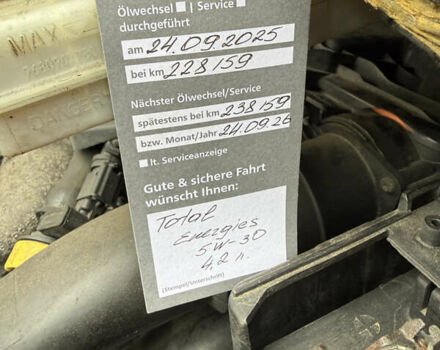 Ölwechsel | Service
durchgeführt
am 24.09.2025
bei km 228159
Nächster Ölwechsel/Service
spätestens bei km 238159
bzw. Monat/Jahr 24.09.26
lt. Serviceanzeige
Gute & sichere Fahrt
wünscht Ihnen:
Total
Energies
5W-30
4,2 л.
(Stempel/Unterschrift)
MAX